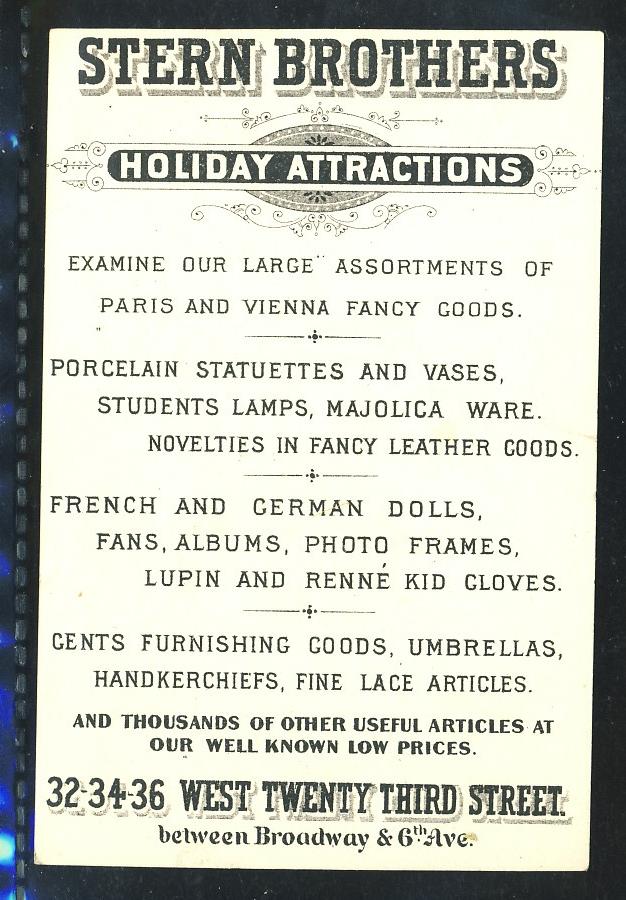 STERN BROTHERS
HOLIDAY ATTRACTIONS
EXAMINE OUR LARGE ASSORTMENTS OF
PARIS AND VIENNA FANCY GOODS.
PORCELAIN STATUETTES AND VASES,
STUDENTS LAMPS, MAJOLICA WARE.
NOVELTIES IN FANCY LEATHER GOODS.
FRENCH AND GERMAN DOLLS,
FANS, ALBUMS, PHOTO FRAMES,
LUPIN AND RENNÉ KID GLOVES.
GENTS FURNISHING GOODS, UMBRELLAS,
HANDKERCHIEFS, FINE LACE ARTICLES.
AND THOUSANDS OF OTHER USEFUL ARTICLES AT
OUR WELL KNOWN LOW PRICES.
32-34-36 WEST TWENTY THIRD STREET.
between Broadway & 6th Ave.